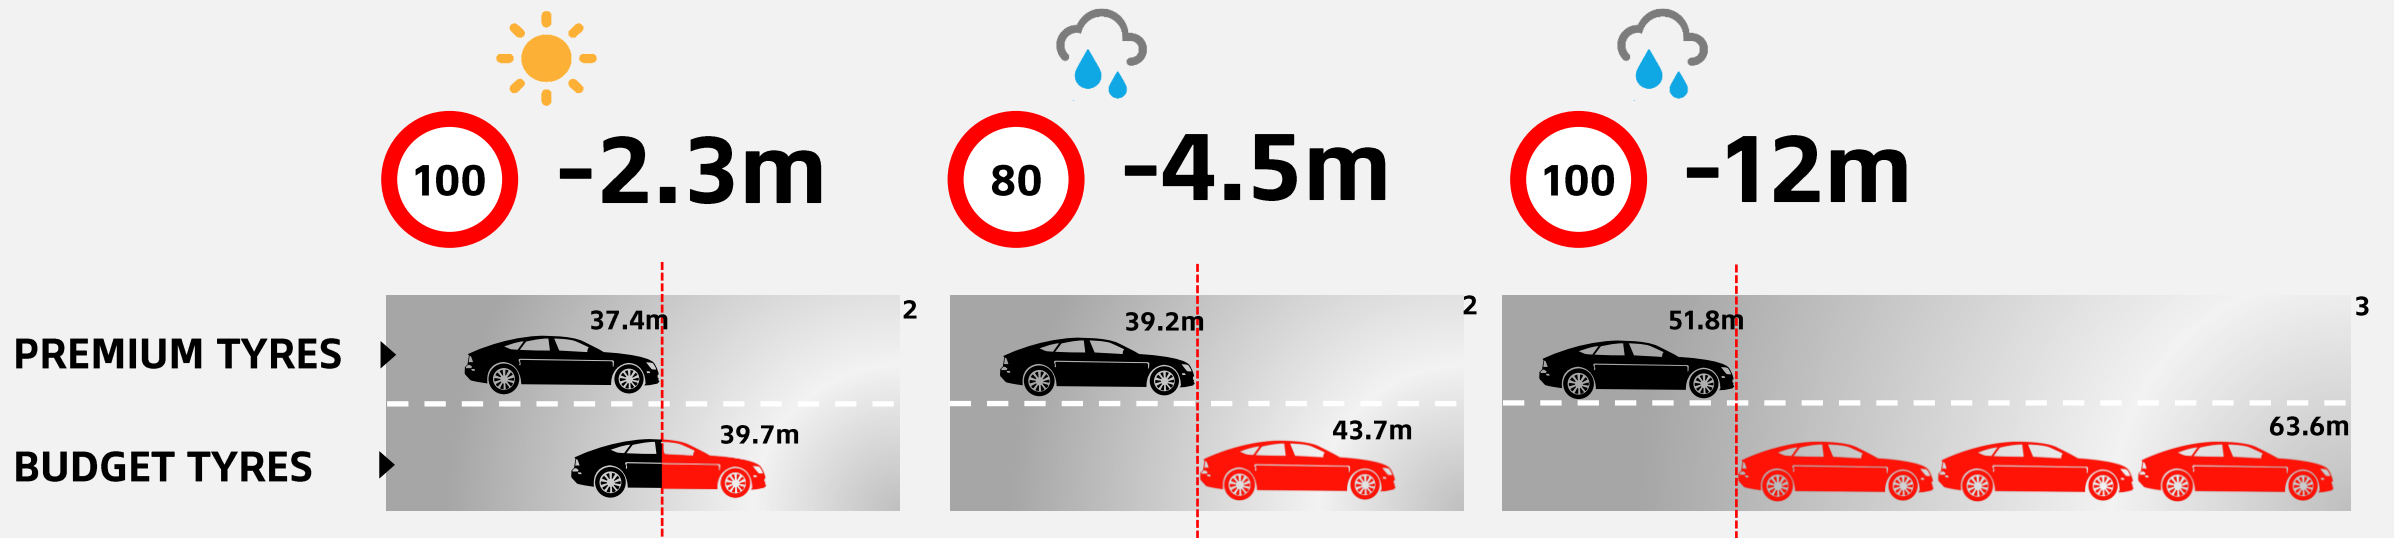 100 -2.3m
80 -4.5m
100 -12m
PREMIUM TYRES
37.4m
2
39.2m
2
51.8m
3
BUDGET TYRES
39.7m
43.7m
63.6m